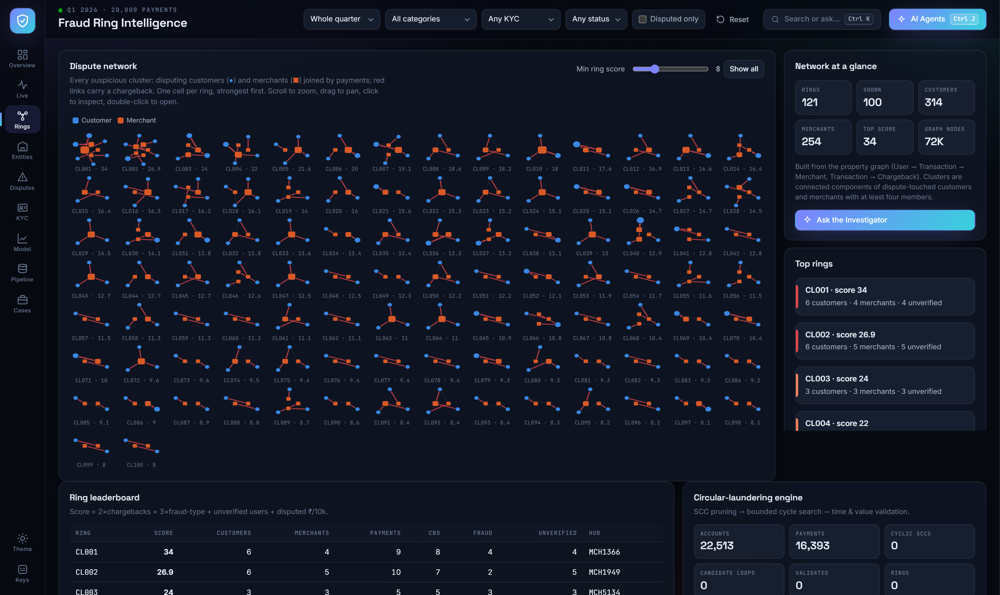 Q1 2026 · 20,000 PAYMENTS
Fraud Ring Intelligence
Whole quarter
All categories
Any KYC
Any status
Disputed only
Reset
Search or ask...
Ctrl K
AI Agents
Ctrl J
Overview
Live
Rings
Entities
Disputes
KYC
Model
Pipeline
Cases
Theme
Keys
Dispute network
Every suspicious cluster: disputing customers (●) and merchants (■) joined by payments; red
links carry a chargeback. One cell per ring, strongest first. Scroll to zoom, drag to pan, click
to inspect, double-click to open.
Min ring score
8
Show all
Customer
Merchant
CL001 · 34 CL002 · 26.9 CL003 · 24 CL004 · 22 CL005 · 21.6 CL006 · 20 CL007 · 19.1 CL008 · 18.6 CL009 · 18.2 CL010 · 18 CL011 · 17.6 CL012 · 16.9 CL013 · 16.6 CL014 · 16.4
CL015 · 16.4 CL016 · 16.3 CL017 · 16.2 CL018 · 16.1 CL019 · 16 CL020 · 16 CL021 · 15.6 CL022 · 15.3 CL023 · 15.2 CL024 · 15.1 CL025 · 15.1 CL026 · 14.7 CL027 · 14.7 CL028 · 14.5
CL029 · 14.5 CL030 · 14.1 CL031 · 13.8 CL032 · 13.8 CL033 · 13.6 CL034 · 13.4 CL035 · 13.4 CL036 · 13.3 CL037 · 13.2 CL038 · 13.1 CL039 · 13 CL040 · 12.9 CL041 · 12.8 CL042 · 12.8
CL043 · 12.7 CL044 · 12.7 CL045 · 12.7 CL046 · 12.6 CL047 · 12.5 CL048 · 12.5 CL049 · 12.3 CL050 · 12.2 CL051 · 12.2 CL052 · 12.1 CL053 · 11.9 CL054 · 11.7 CL055 · 11.6 CL056 · 11.5
CL057 · 11.5 CL058 · 11.3 CL059 · 11.3 CL060 · 11.2 CL061 · 11.1 CL062 · 11.1 CL063 · 11 CL064 · 11 CL065 · 10.9 CL066 · 10.8 CL067 · 10.8 CL068 · 10.4 CL069 · 10.4 CL070 · 10.4
CL071 · 10 CL072 · 9.6 CL073 · 9.6 CL074 · 9.5 CL075 · 9.4 CL076 · 9.4 CL077 · 9.4 CL078 · 9.4 CL079 · 9.3 CL080 · 9.3 CL081 · 9.3 CL082 · 9.3 CL083 · 9.3 CL084 · 9.2
CL085 · 9.1 CL086 · 9 CL087 · 8.9 CL088 · 8.8 CL089 · 8.7 CL090 · 8.6 CL091 · 8.4 CL092 · 8.4 CL093 · 8.4 CL094 · 8.3 CL095 · 8.2 CL096 · 8.2 CL097 · 8.1 CL098 · 8.1
CL099 · 8 CL100 · 8
Network at a glance
RINGS SHOWN CUSTOMERS
121 100 314
MERCHANTS TOP SCORE GRAPH NODES
254 34 72K
Built from the property graph (User → Transaction →
Merchant, Transaction → Chargeback). Clusters are
connected components of dispute-touched customers
and merchants with at least four members.
Ask the Investigator
Top rings
CL001 · score 34
6 customers · 4 merchants · 4 unverified
CL002 · score 26.9
6 customers · 5 merchants · 5 unverified
CL003 · score 24
3 customers · 3 merchants · 3 unverified
CL004 · score 22
Ring leaderboard
Score = 2×chargebacks + 3×fraud-type + unverified users + disputed ₹/10k.
RING SCORE CUSTOMERS MERCHANTS PAYMENTS CBS FRAUD UNVERIFIED HUB
CL001 34 6 4 9 8 4 4 MCH1366
CL002 26.9 6 5 10 7 2 5 MCH1949
CL003 24 3 3 5 5 3 3 MCH5134
Circular-laundering engine
SCC pruning → bounded cycle search → time & value validation.
ACCOUNTS PAYMENTS CYCLIC SCCS
22,513 16,393 0
CANDIDATE LOOPS VALIDATED RINGS
0 0 0